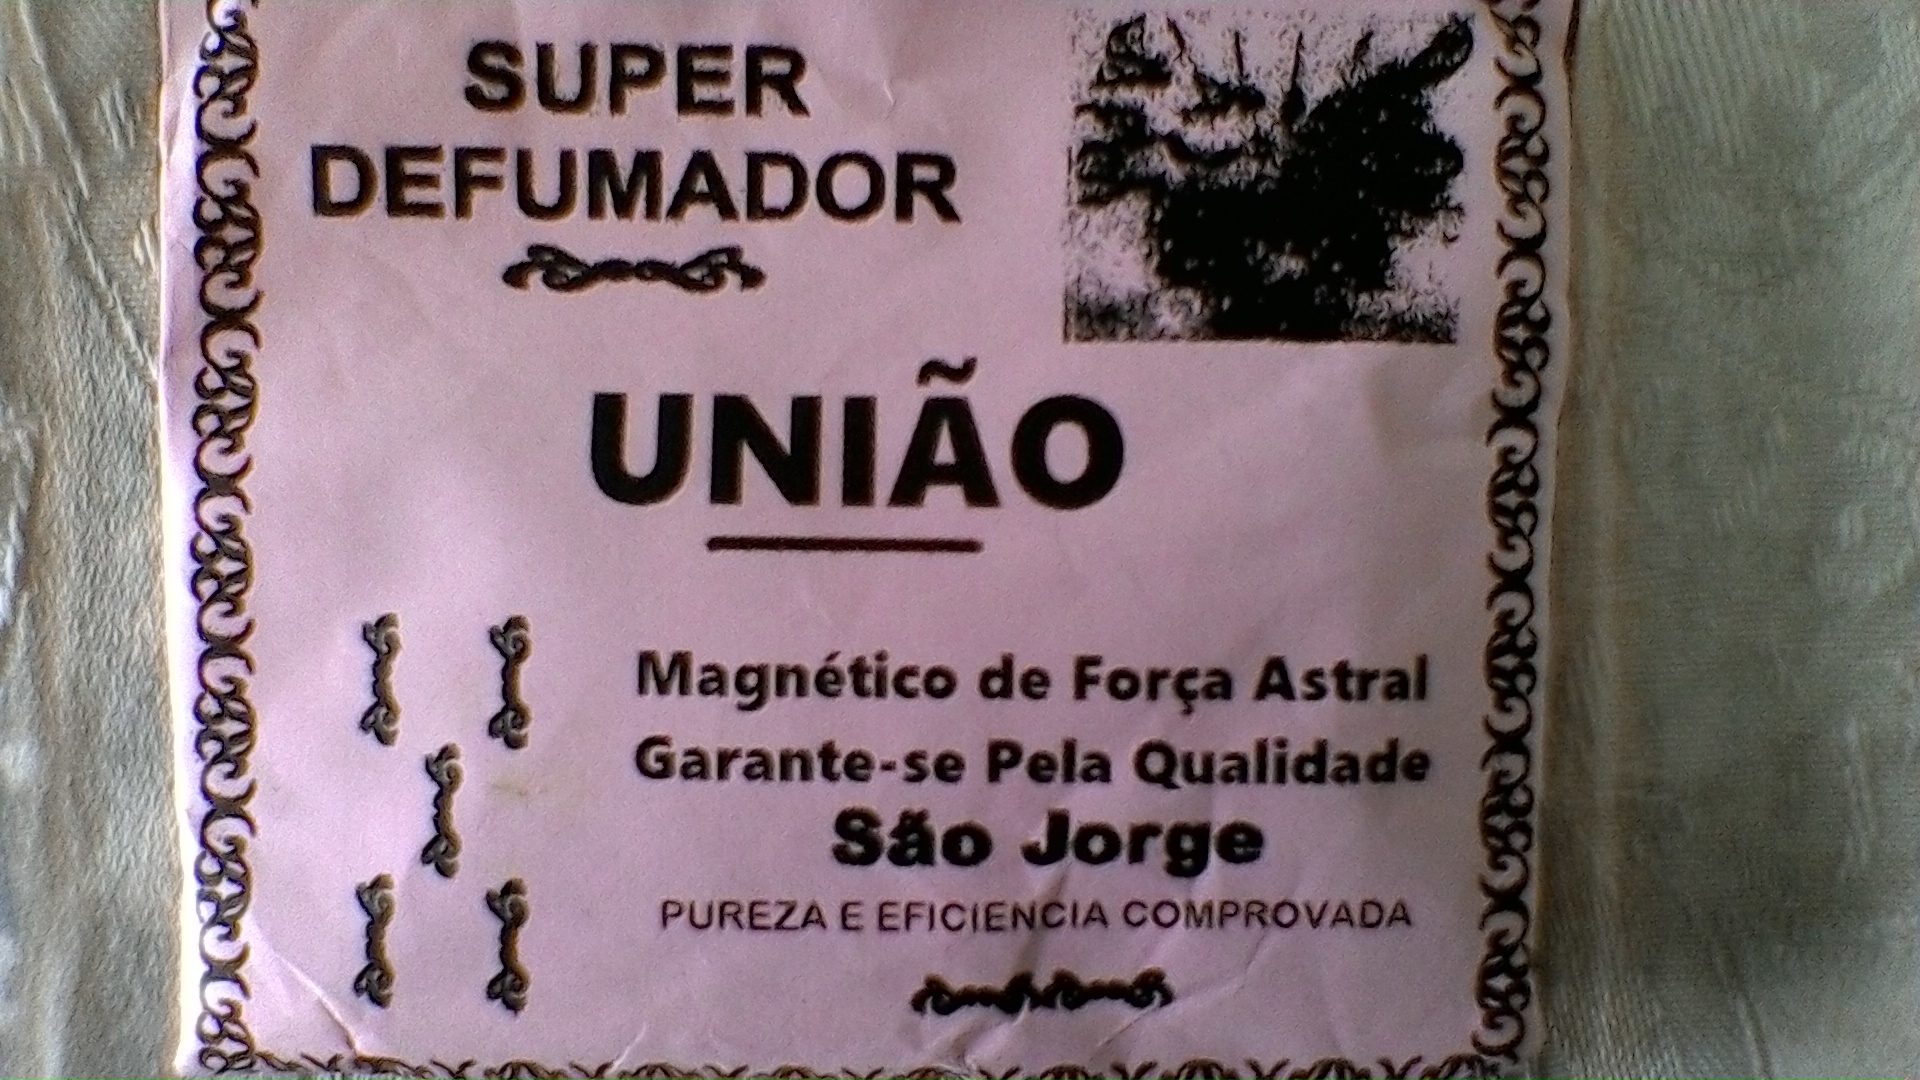 SUPER
DEFUMADOR
UNIÃO
Magnético de Força Astral
Garante-se Pela Qualidade
São Jorge
PUREZA E EFICIENCIA COMPROVADA